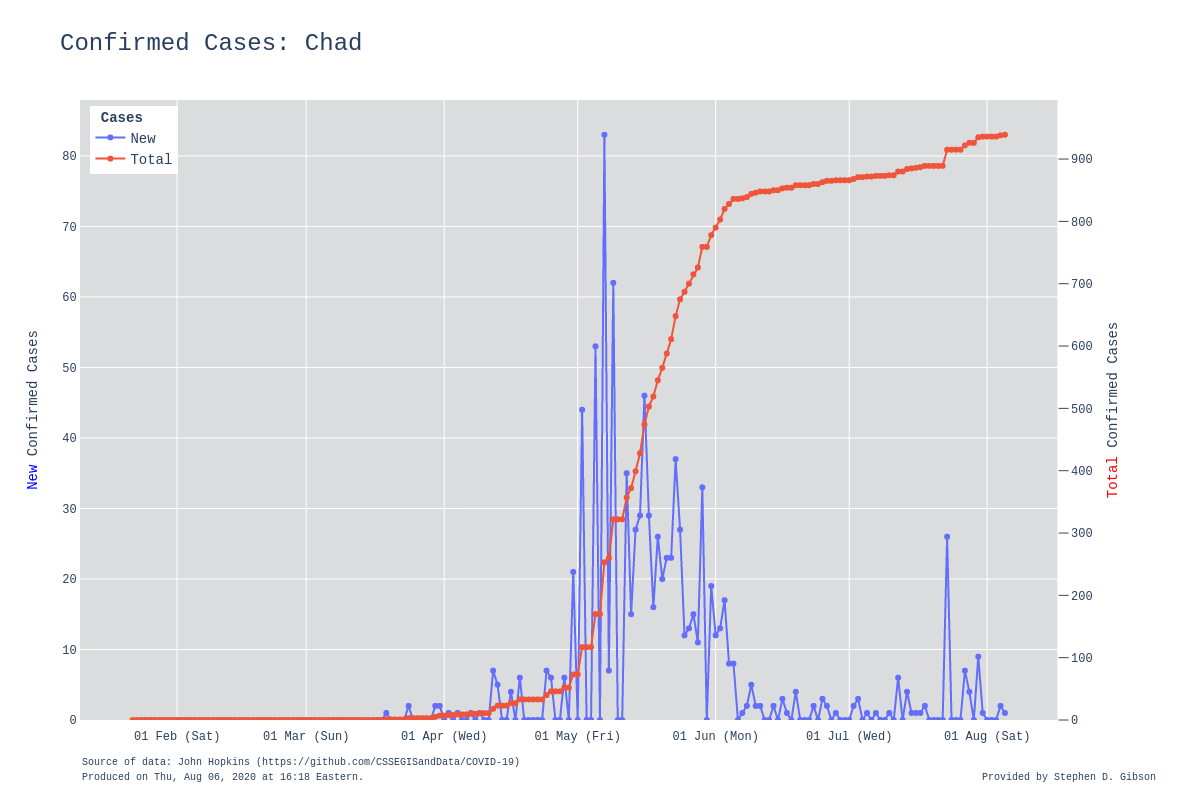 Confirmed Cases: Chad
Cases
New
Total
80
70
60
50
40
30
20
10
0
900
800
700
600
500
400
300
200
100
0
New Confirmed Cases
Total Confirmed Cases
01 Feb (Sat) 01 Mar (Sun) 01 Apr (Wed) 01 May (Fri) 01 Jun (Mon) 01 Jul (Wed) 01 Aug (Sat)
Source of data: John Hopkins (https://github.com/CSSEGISandData/COVID-19)
Produced on Thu, Aug 06, 2020 at 16:18 Eastern.
Provided by Stephen D. Gibson